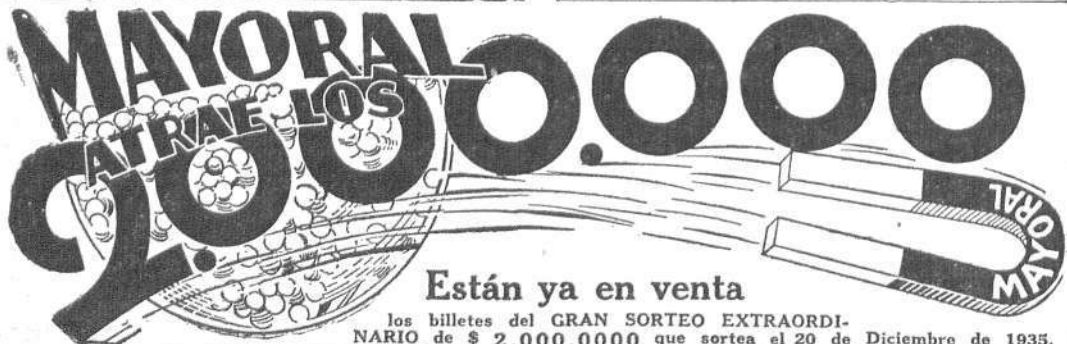 MAYORAL
ATRAE LOS
2.000.000
MAYORAL
Están ya en venta
los billetes del GRAN SORTEO EXTRAORDI-
NARIO de $ 2.000.0000 que sortea el 20 de Diciembre de 1935.